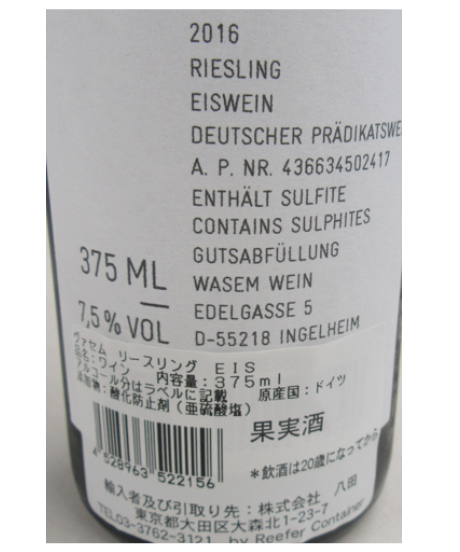 2016
RIESLING
EISWEIN
DEUTSCHER PRÄDIKATSWE
A. P. NR. 436634502417
ENTHÄLT SULFITE
CONTAINS SULPHITES
GUTSABFÜLLUNG
WASEM WEIN
EDELGASSE 5
D-55218 INGELHEIM
375 ML
7,5 % VOL
ヴァセム リースリング EIS
品名:ワイン 内容量:375ml
アルコール分はラベルに記載 原産国:ドイツ
添加物:酸化防止剤(亜硫酸塩)
果実酒
4 528963 522156
*飲酒は20歳になってから
輸入者及び引取り先:株式会社 八田
東京都大田区大森北1-23-7
TEL03-3762-3121 by Reefer Container